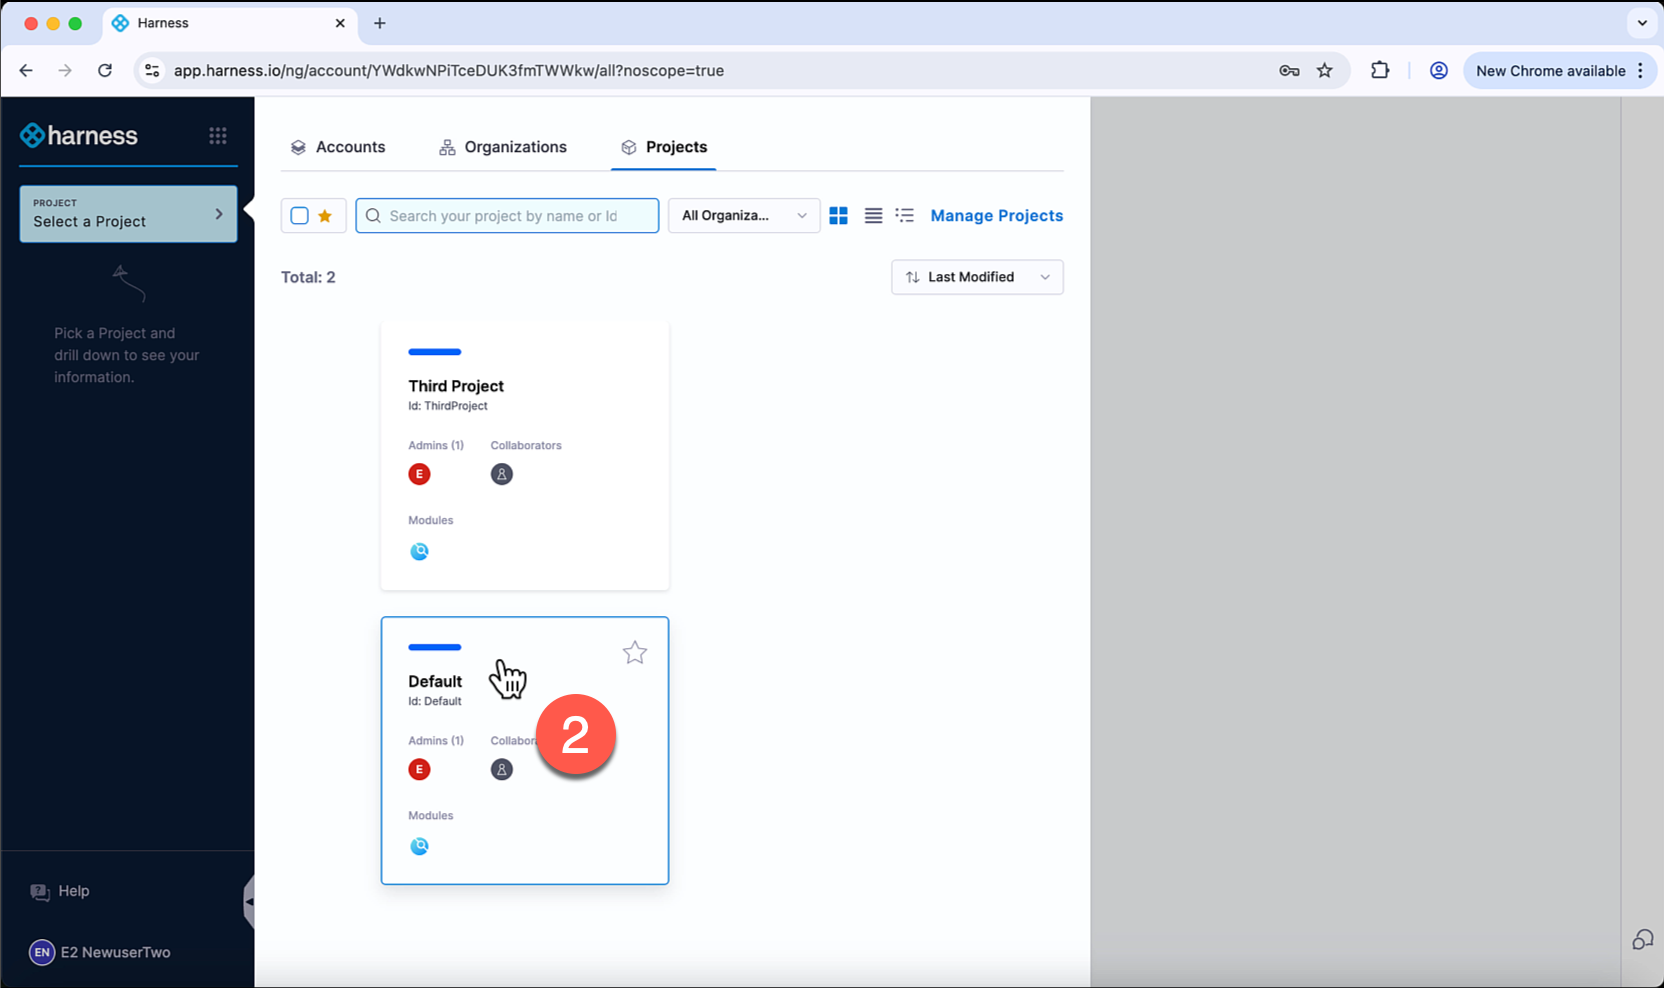 Harness
app.harness.io/ng/account/YWdkwNPiTceDUK3fmTWWkw/all?noscope=true
New Chrome available
harness
PROJECT
Select a Project
Pick a Project and
drill down to see your
information.
Help
EN E2 NewuserTwo
Accounts Organizations Projects
Search your project by name or Id
All Organiza...
Manage Projects
Total: 2
Last Modified
Third Project
Id: ThirdProject
Admins (1) Collaborators
E
Modules
Default
Id: Default
Admins (1) Collabor
E
2
Modules